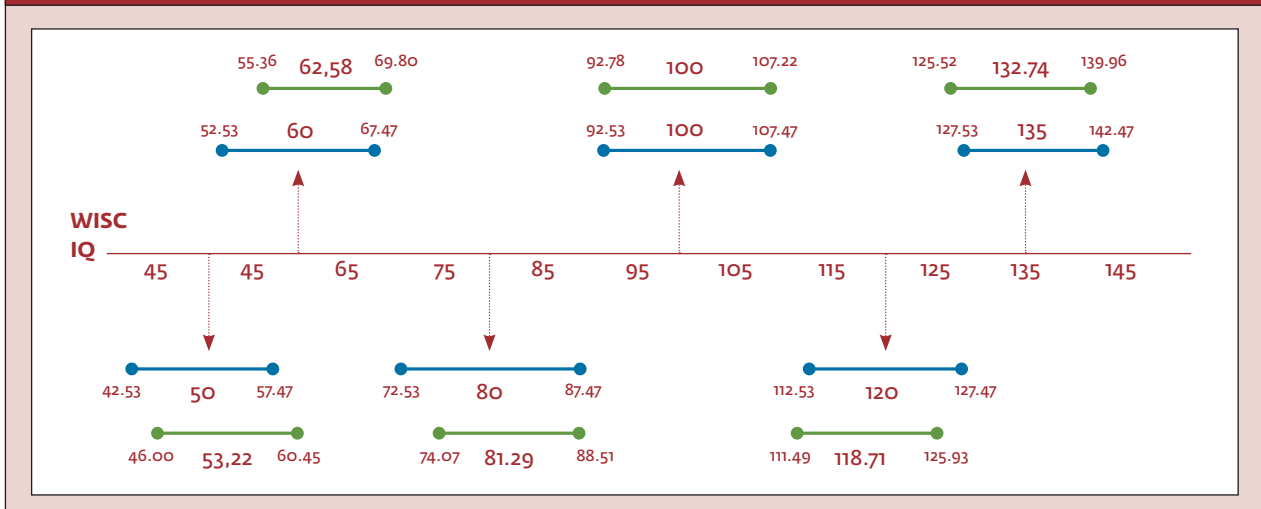 55.36 62,58 69.80 92.78 100 107.22 125.52 132.74 139.96
52.53 60 67.47 92.53 100 107.47 127.53 135 142.47
WISC
IQ
45 45 65 75 85 95 105 115 125 135 145
42.53 50 57.47 72.53 80 87.47 112.53 120 127.47
46.00 53,22 60.45 74.07 81.29 88.51 111.49 118.71 125.93